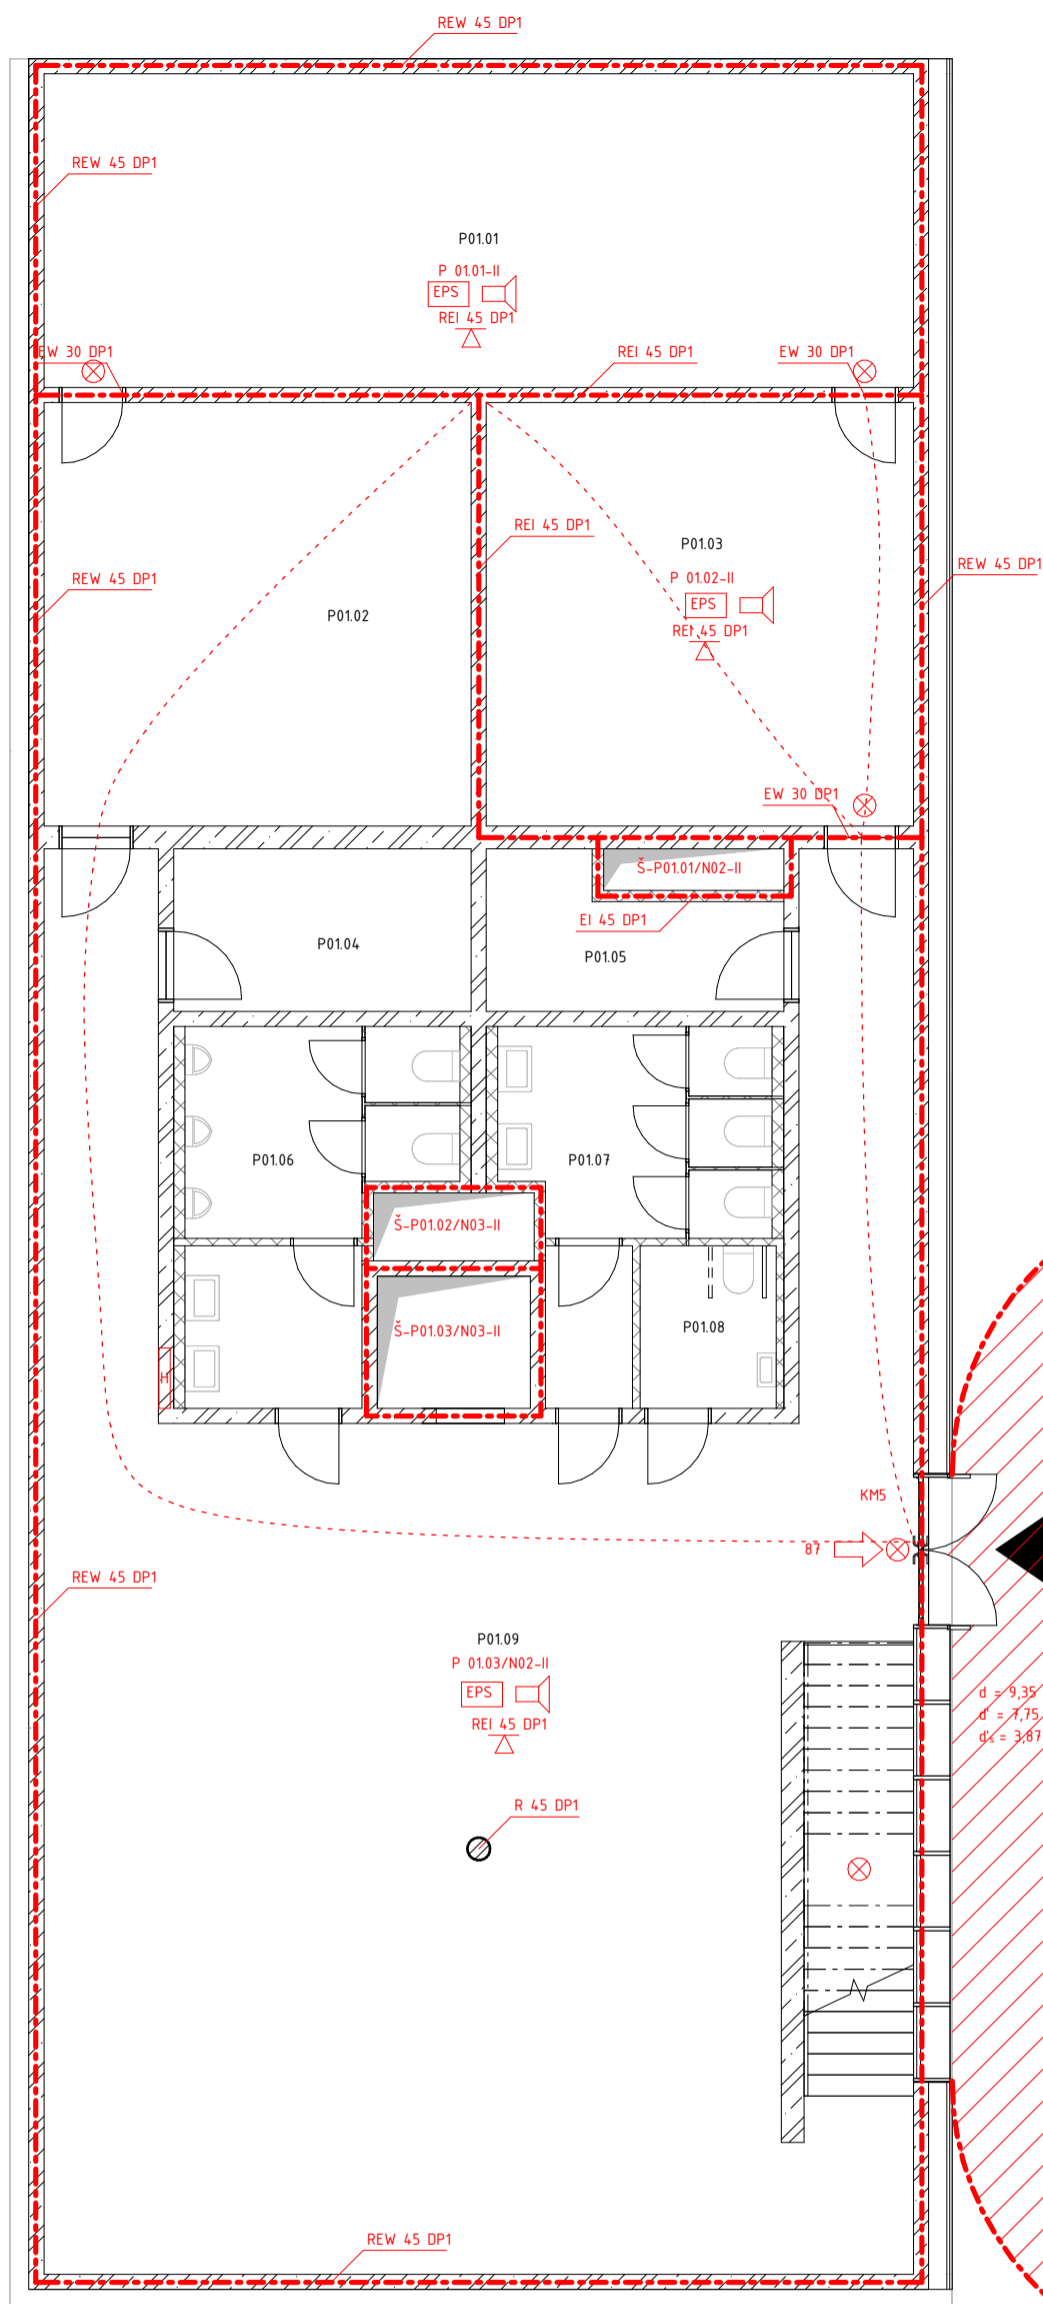 REW 45 DP1
REW 45 DP1
P01.01
P 01.01-II
EPS
REI 45 DP1
EW 30 DP1
REI 45 DP1
EW 30 DP1
REI 45 DP1
P01.03
REW 45 DP1
REW 45 DP1
P 01.02-II
EPS
P01.02
REI 45 DP1
EW 30 DP1
Š-P01.01/N02-II
EI 45 DP1
P01.04
P01.05
P01.06
P01.07
Š-P01.02/N03-II
Š-P01.03/N03-II
P01.08
H
KM5
87
REW 45 DP1
P01.09
P 01.03/N02-II
EPS
REI 45 DP1
d = 9,35
d' = 7,75
d's = 3,87
R 45 DP1
REW 45 DP1